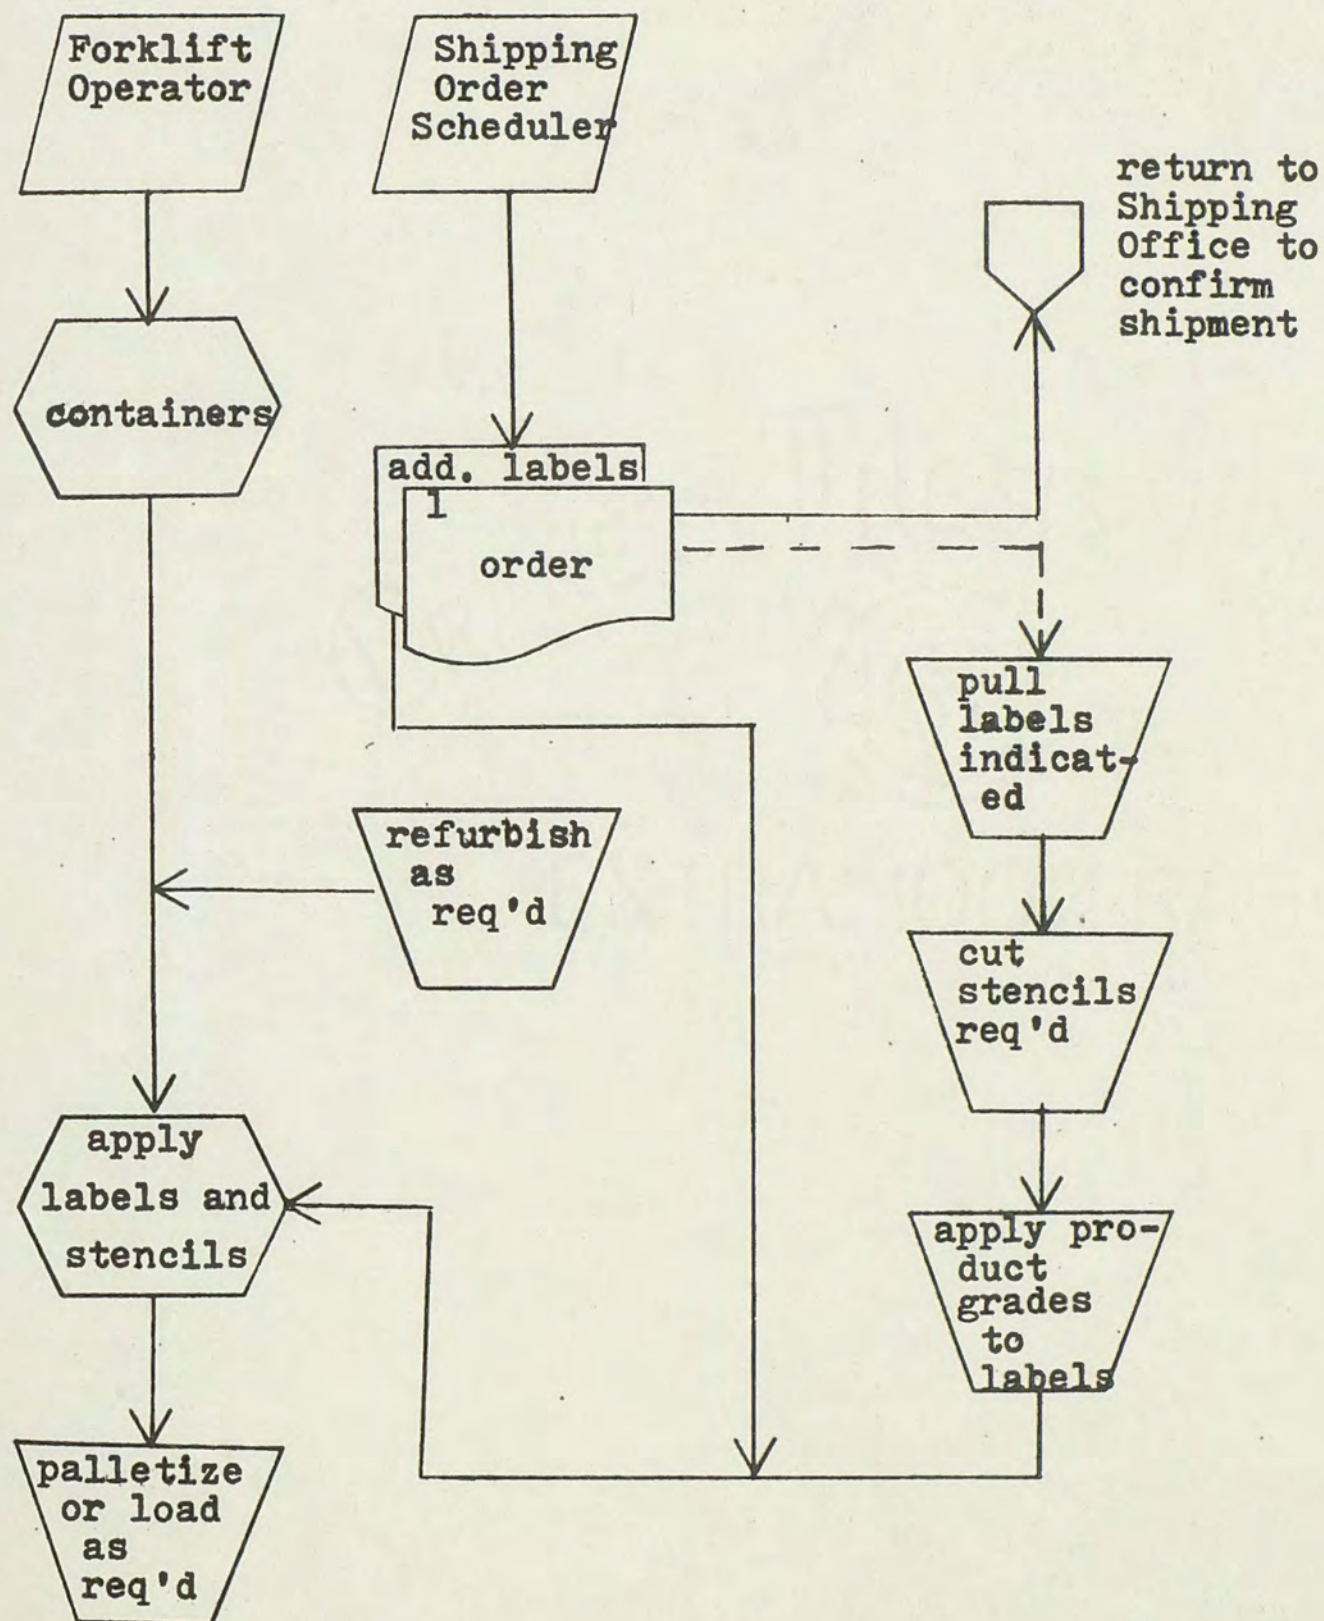 Forklift
Operator
Shipping
Order
Scheduler
return to
Shipping
Office to
confirm
shipment
containers
add. labels
1
order
pull
labels
indicat-
ed
refurbish
as
req'd
cut
stencils
req'd
apply
labels and
stencils
apply pro-
duct
grades
to
labels
palletize
or load
as
req'd